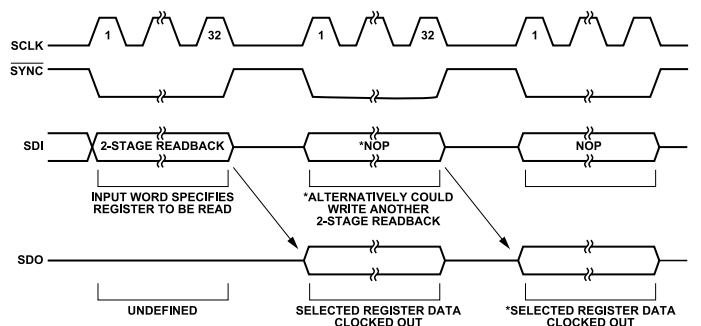 1
32
1
32
1
SCLK
SYNC
SDI
2-STAGE READBACK
*NOP
NOP
INPUT WORD SPECIFIES
REGISTER TO BE READ
*ALTERNATIVELY COULD
WRITE ANOTHER
2-STAGE READBACK
SDO
UNDEFINED
SELECTED REGISTER DATA
CLOCKED OUT
*SELECTED REGISTER DATA
CLOCKED OUT